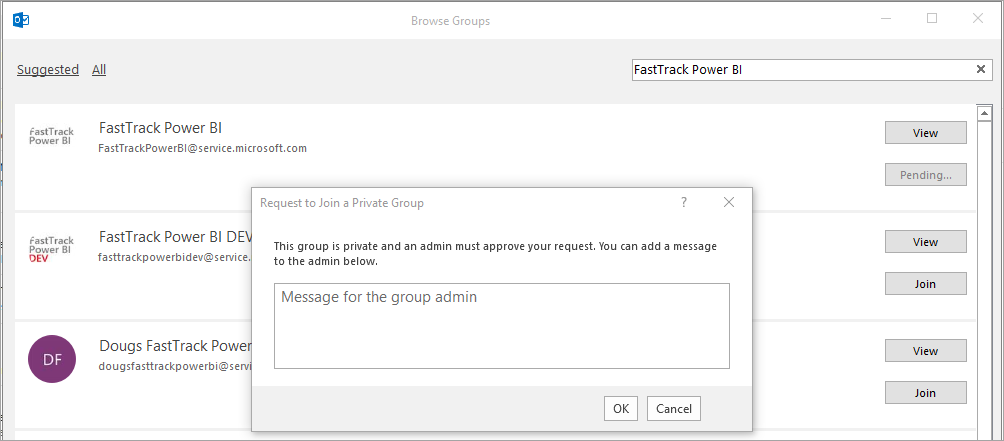 Browse Groups
Suggested All
FastTrack Power BI
FastTrack Power BI
FastTrack Power BI
FastTrackPowerBI@service.microsoft.com
View
Pending...
Request to Join a Private Group
?
This group is private and an admin must approve your request. You can add a message
to the admin below.
Message for the group admin
OK Cancel
FastTrack
Power BI
DEV
FastTrack Power BI DEV
fasttrackpowerbidev@service.
View
Join
DF
Dougs FastTrack Power
dougsfasttrackpowerbi@servi
View
Join